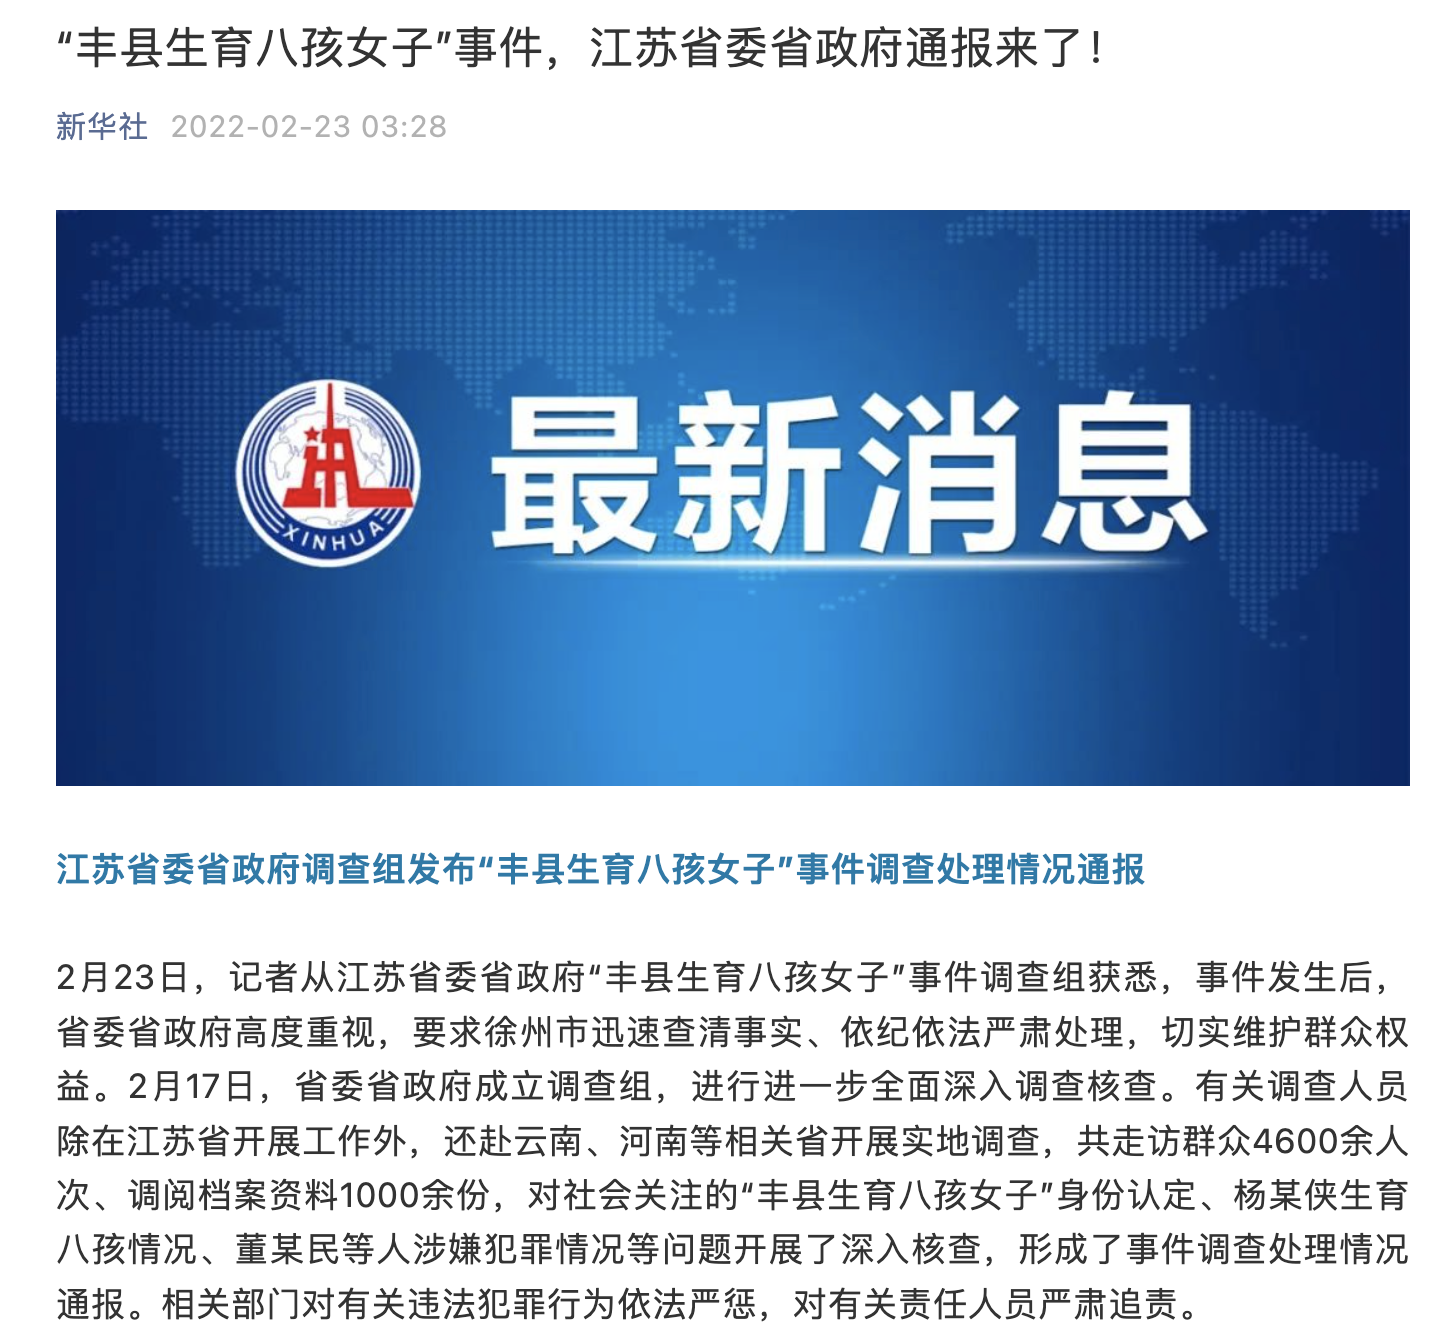 “丰县生育八孩女子”事件，江苏省委省政府通报来了！
新华社 2022-02-23 03:28
最新消息
XINHUA
江苏省委省政府调查组发布“丰县生育八孩女子”事件调查处理情况通报
2月23日，记者从江苏省委省政府“丰县生育八孩女子”事件调查组获悉，事件发生后，
省委省政府高度重视，要求徐州市迅速查清事实、依纪依法严肃处理，切实维护群众权
益。2月17日，省委省政府成立调查组，进行进一步全面深入调查核查。有关调查人员
除在江苏省开展工作外，还赴云南、河南等相关省开展实地调查，共走访群众4600余人
次、调阅档案资料1000余份，对社会关注的“丰县生育八孩女子”身份认定、杨某侠生育
八孩情况、董某民等人涉嫌犯罪情况等问题开展了深入核查，形成了事件调查处理情况
通报。相关部门对有关违法犯罪行为依法严惩，对有关责任人员严肃追责。